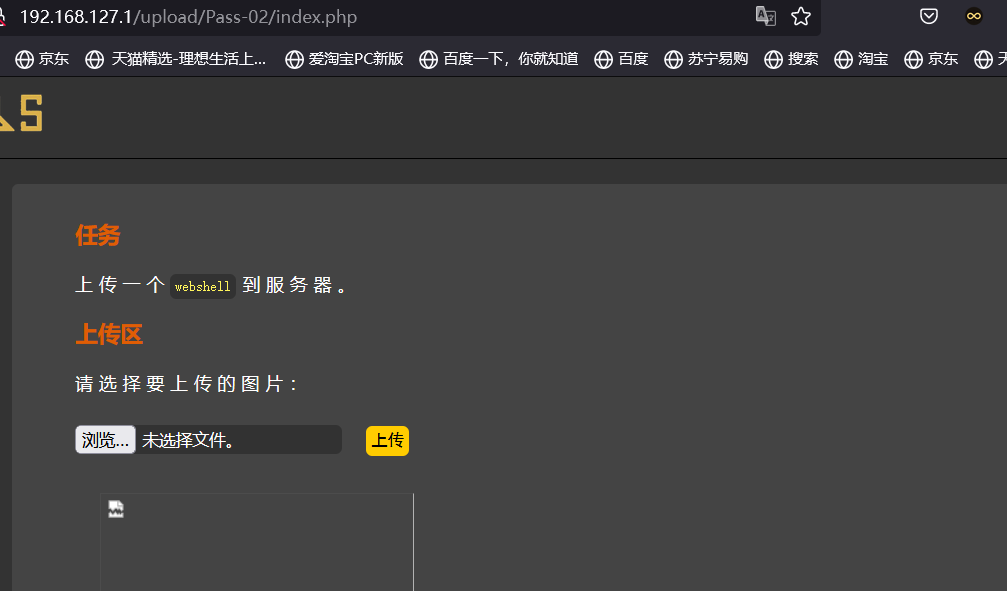 192.168.127.1/upload/Pass-02/index.php
京东 天猫精选-理想生活上... 爱淘宝PC新版 百度一下，你就知道 百度 苏宁易购 搜索 淘宝 京东
S
任务
上传一个 webshell 到服务器。
上传区
请选择要上传的图片：
浏览... 未选择文件。 上传